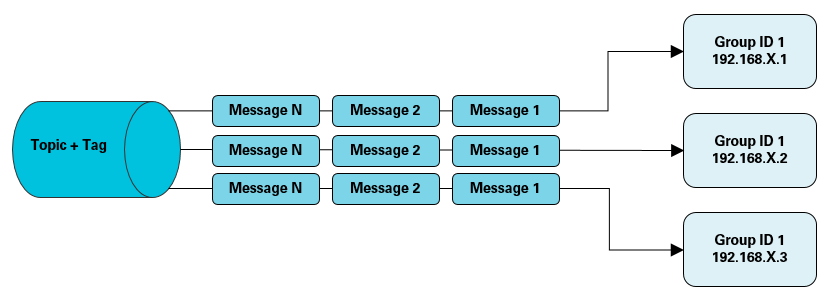 Group ID 1
192.168.X.1
Message N
Message 2
Message 1
Topic + Tag
Message N
Message 2
Message 1
Group ID 1
192.168.X.2
Message N
Message 2
Message 1
Group ID 1
192.168.X.3